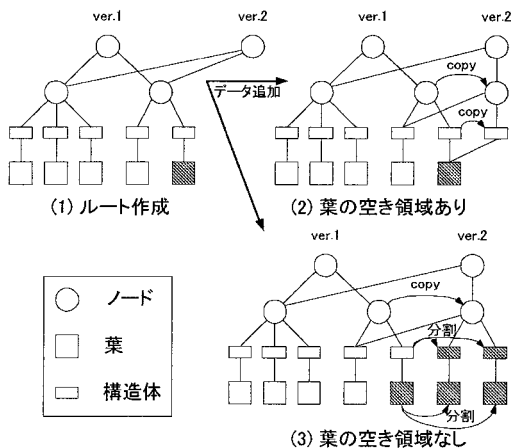 ver.1
ver.2
データ追加
(1) ルート作成
ver.1
ver.2
copy
copy
(2) 葉の空き領域あり
ノード
葉
構造体
ver.1
ver.2
copy
分割
分割
(3) 葉の空き領域なし